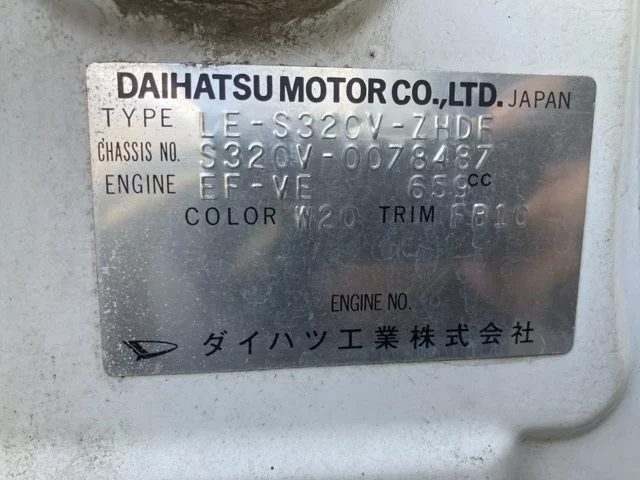 DAIHATSU MOTOR CO.,LTD. JAPAN
TYPE LE-S320V-ZHDF
CHASSIS NO. S320V-0078487
ENGINE EF-VE 659CC
COLOR W20 TRIM FB10
ENGINE NO.
ダイハツ工業株式会社